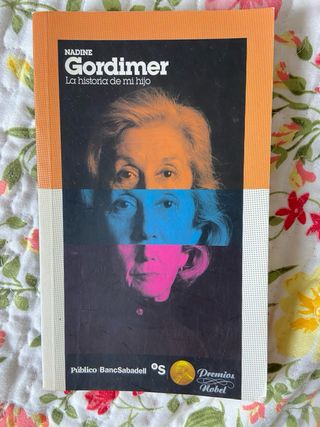 NADINE
Gordimer
La historia de mi hijo
Público BancSabadell °S Premios
Nobel